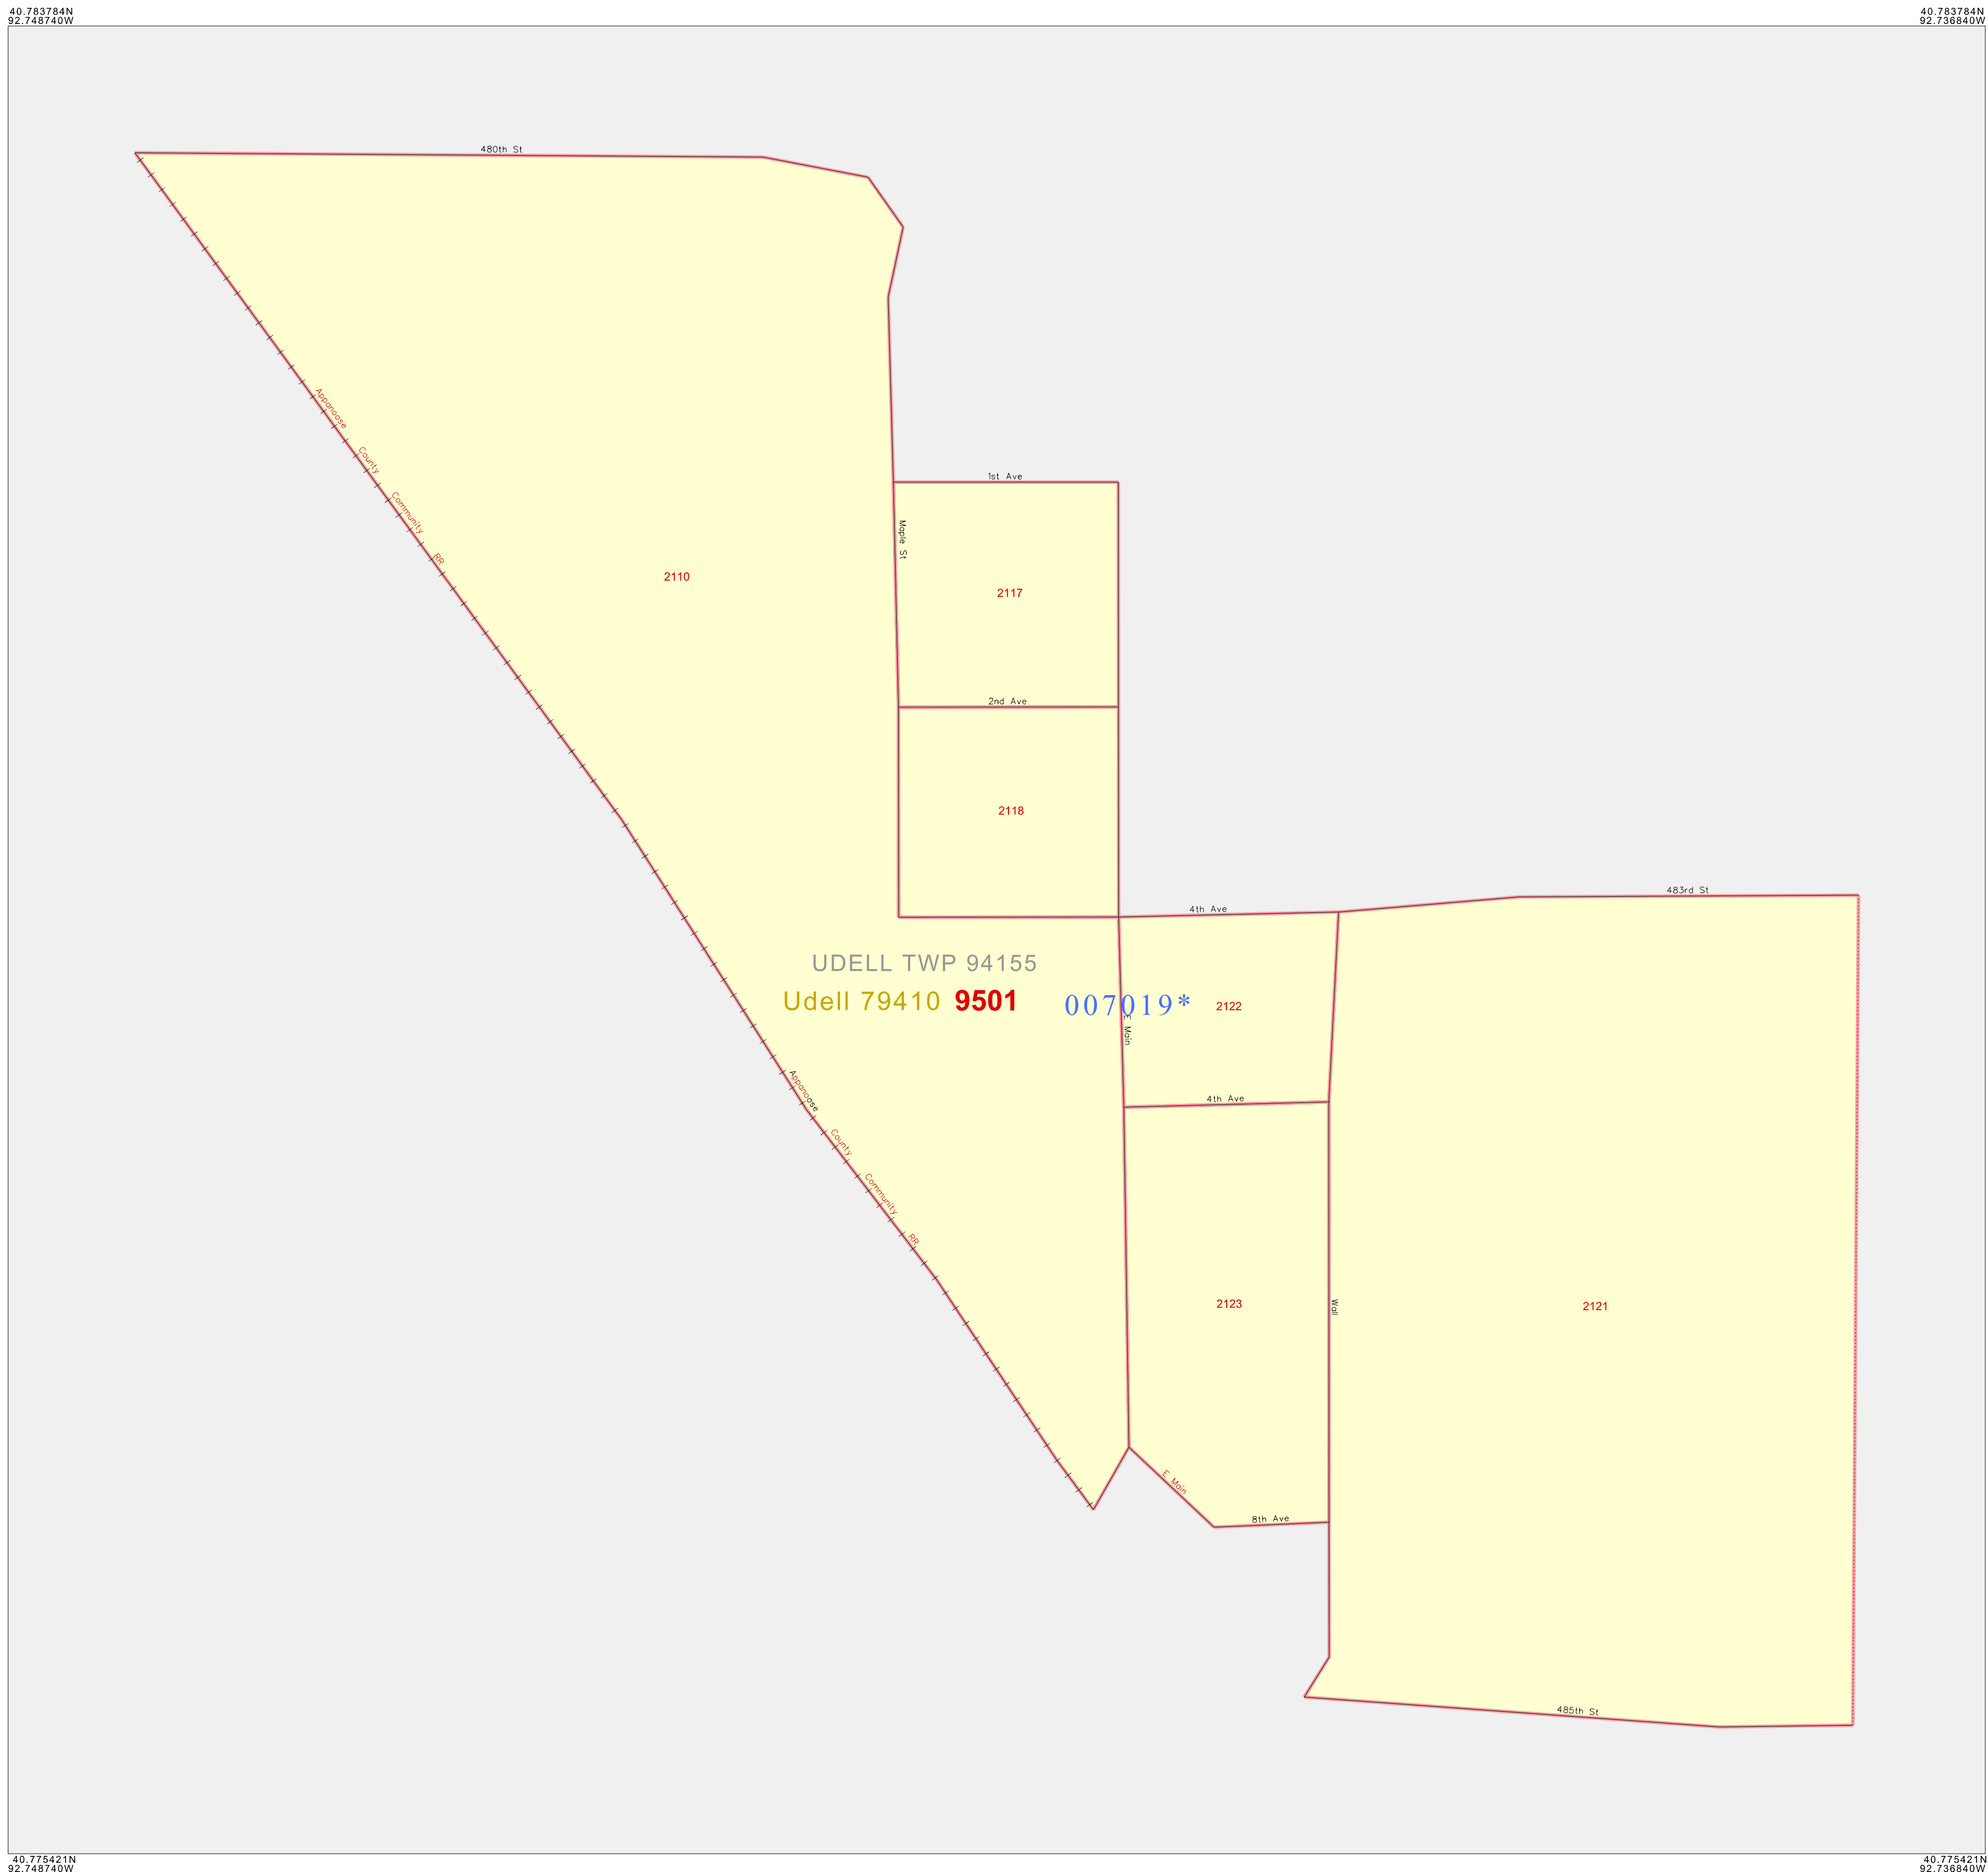 40.783784N
92.748740W
40.783784N
92.736840W
480th St
Appanoose County Community RR
1st Ave
Maple St
2110
2117
2nd Ave
2118
483rd St
4th Ave
UDELL TWP 94155
Udell 79410
9501
007019*
2122
E Main
4th Ave
Appanoose County Community RR
2123
Wall
2121
E Main
8th Ave
485th St
40.775421N
92.748740W
40.775421N
92.736840W